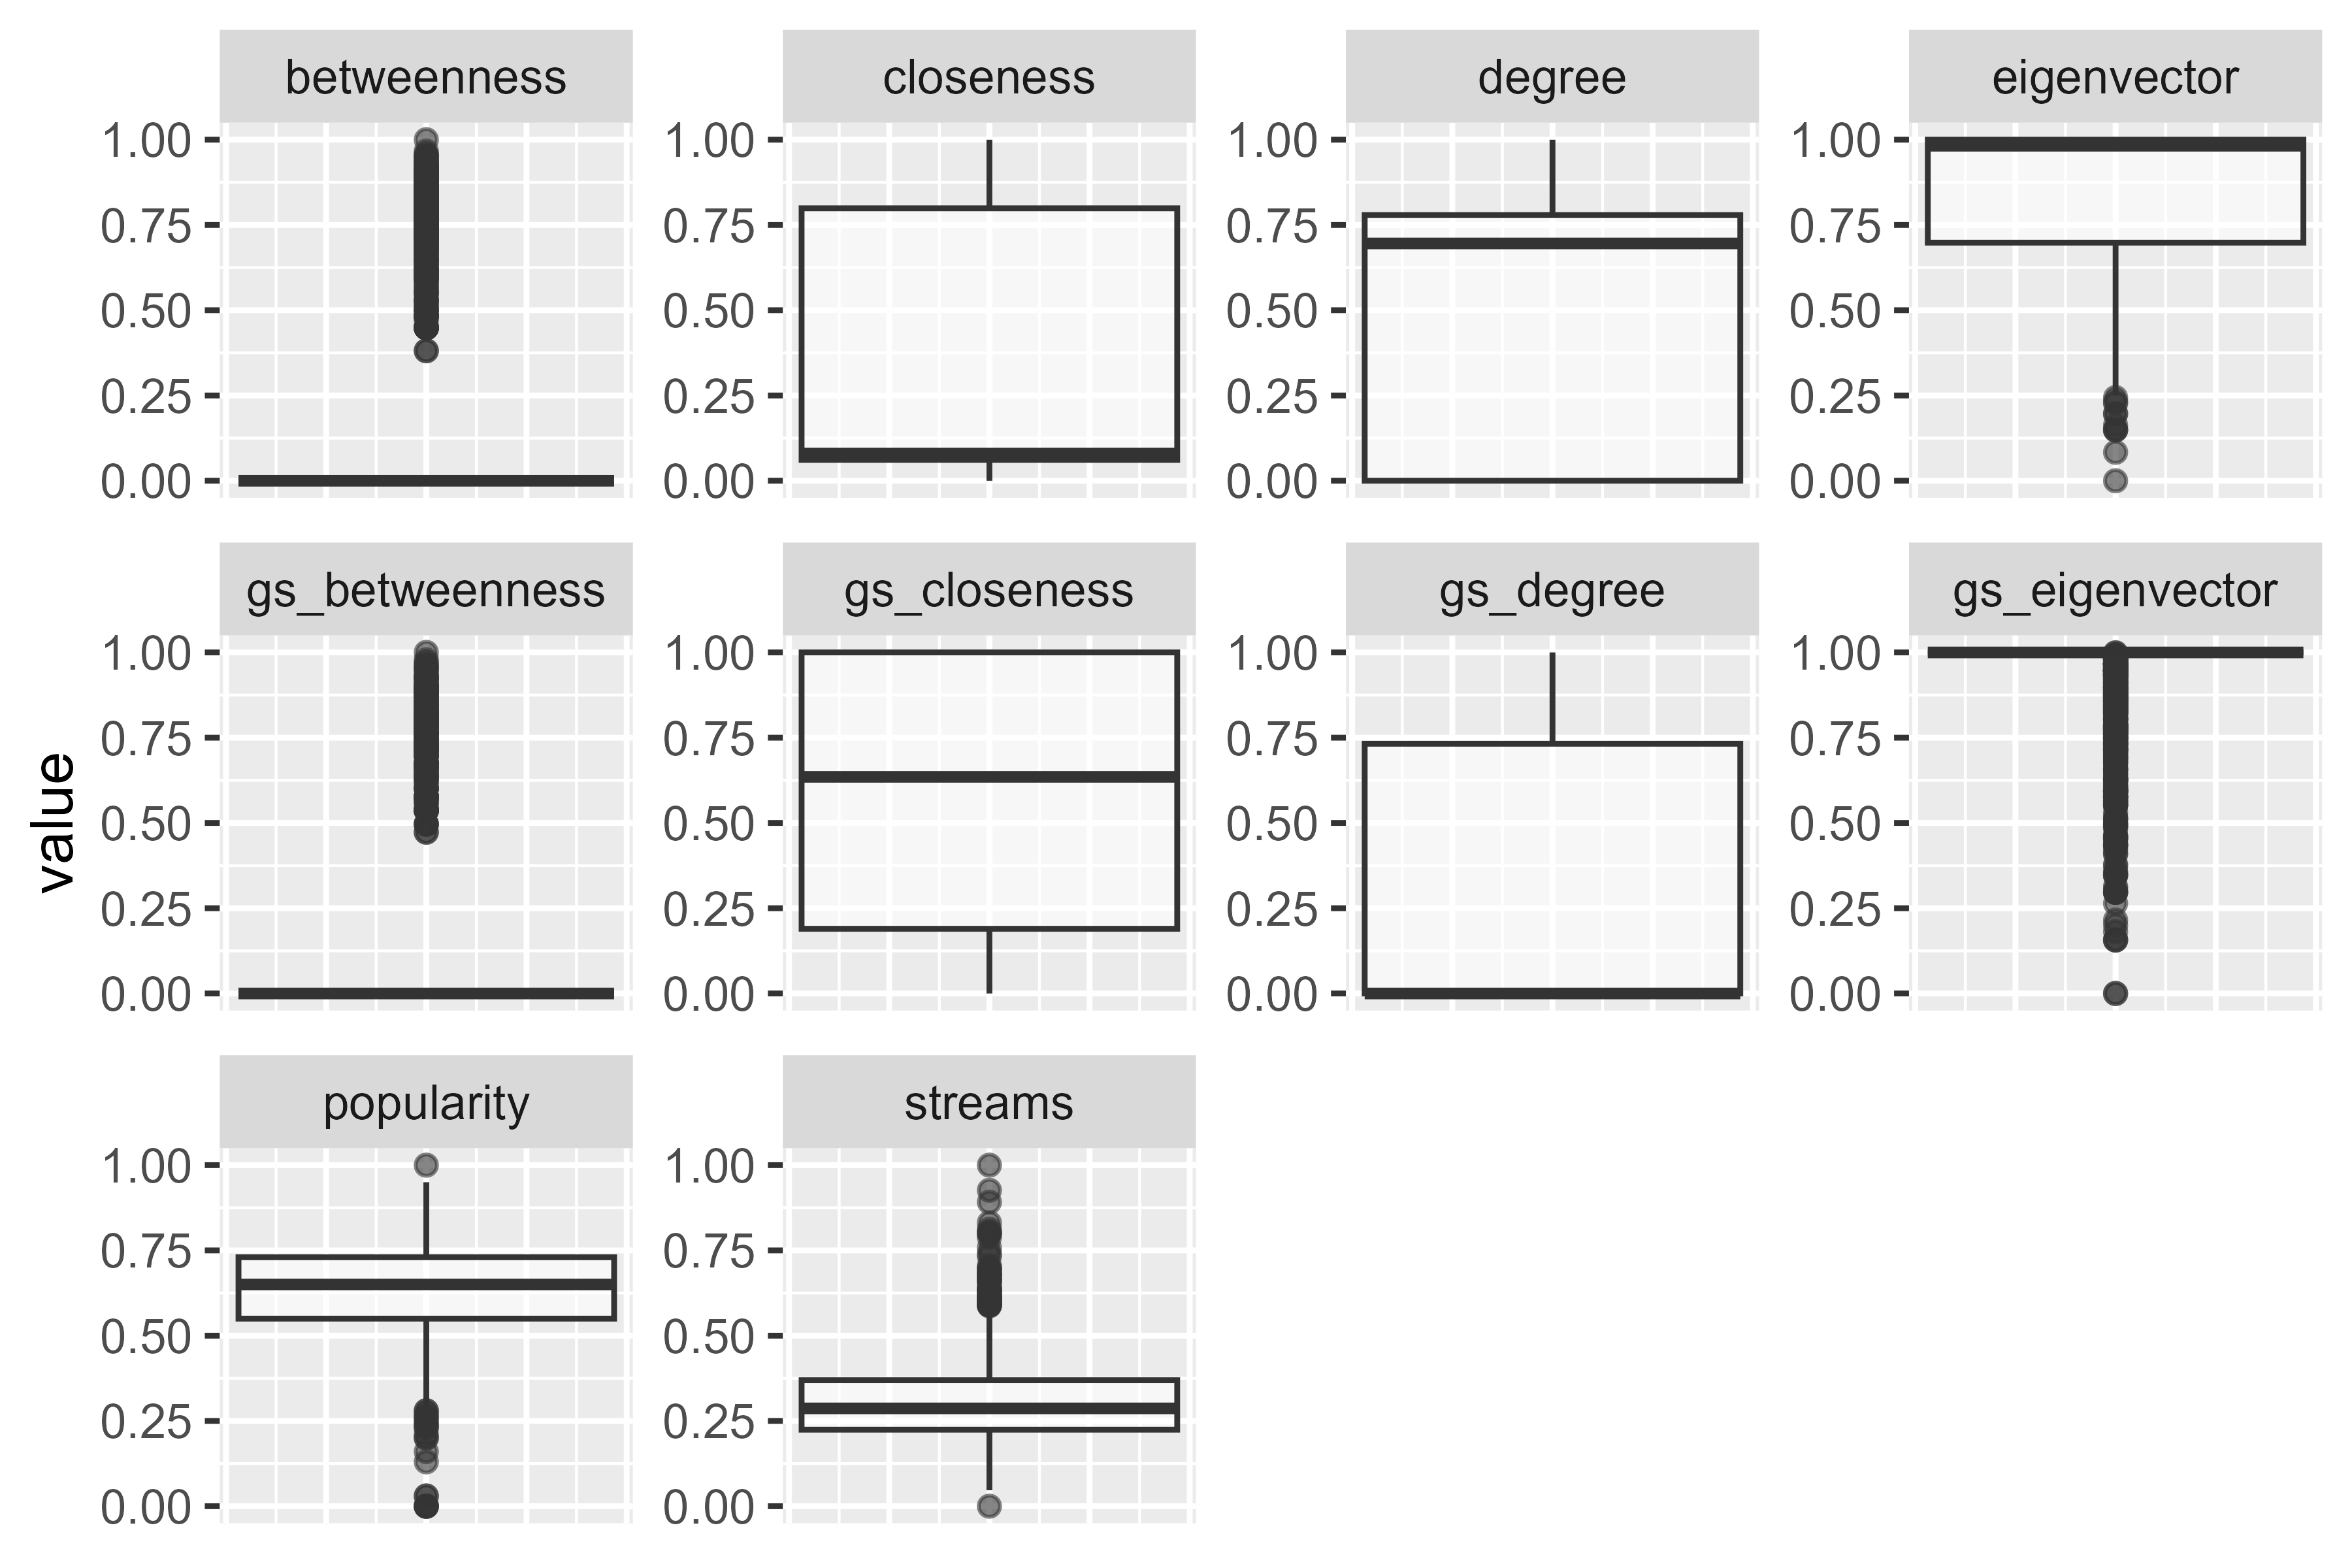 betweenness closeness degree eigenvector
1.00 1.00 1.00 1.00
0.75 0.75 0.75 0.75
0.50 0.50 0.50 0.50
0.25 0.25 0.25 0.25
0.00 0.00 0.00 0.00
gs_betweenness gs_closeness gs_degree gs_eigenvector
1.00 1.00 1.00 1.00
0.75 0.75 0.75 0.75
value
0.50 0.50 0.50 0.50
0.25 0.25 0.25 0.25
0.00 0.00 0.00 0.00
popularity streams
1.00 1.00
0.75 0.75
0.50 0.50
0.25 0.25
0.00 0.00